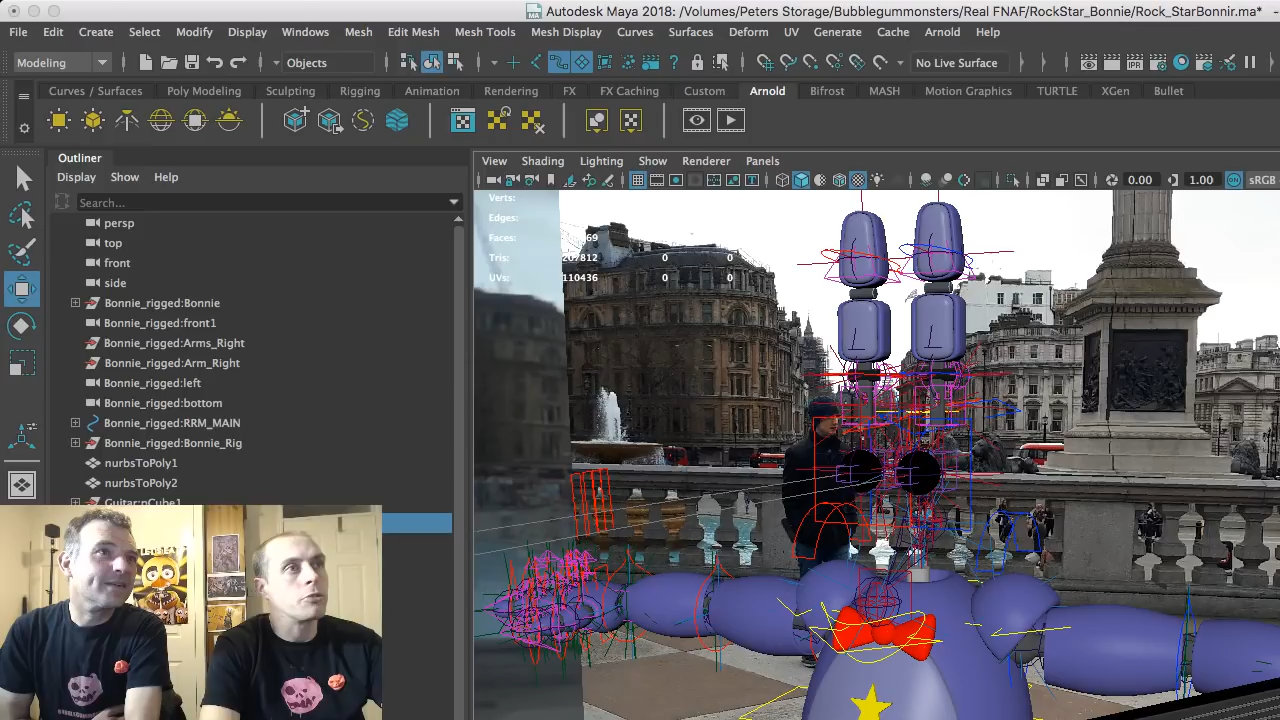 Autodesk Maya 2018: /Volumes/Peters Storage/Bubblegummonsters/Real FNAF/RockStar_Bonnie/Rock_StarBonnir.ma*
File Edit Create Select Modify Display Windows Mesh Edit Mesh Mesh Tools Mesh Display Curves Surfaces Deform UV Generate Cache Arnold Help
Modeling Objects No Live Surface
Curves / Surfaces Poly Modeling Sculpting Rigging Animation Rendering FX FX Caching Custom Arnold Bifrost MASH Motion Graphics TURTLE XGen Bullet
Outliner
Display Show Help
Search...
persp
top
front
side
Bonnie_rigged:Bonnie
Bonnie_rigged:front1
Bonnie_rigged:Arms_Right
Bonnie_rigged:Arm_Right
Bonnie_rigged:left
Bonnie_rigged:bottom
Bonnie_rigged:RRM_MAIN
Bonnie_rigged:Bonnie_Rig
nurbsToPoly1
nurbsToPoly2
Guitar:pCube1
View Shading Lighting Show Renderer Panels
0.00 1.00 sRGB
Verts:
Edges:
Faces:
Tris: 207812 0 0
UVs: 110436 0 0
LET'S EAT